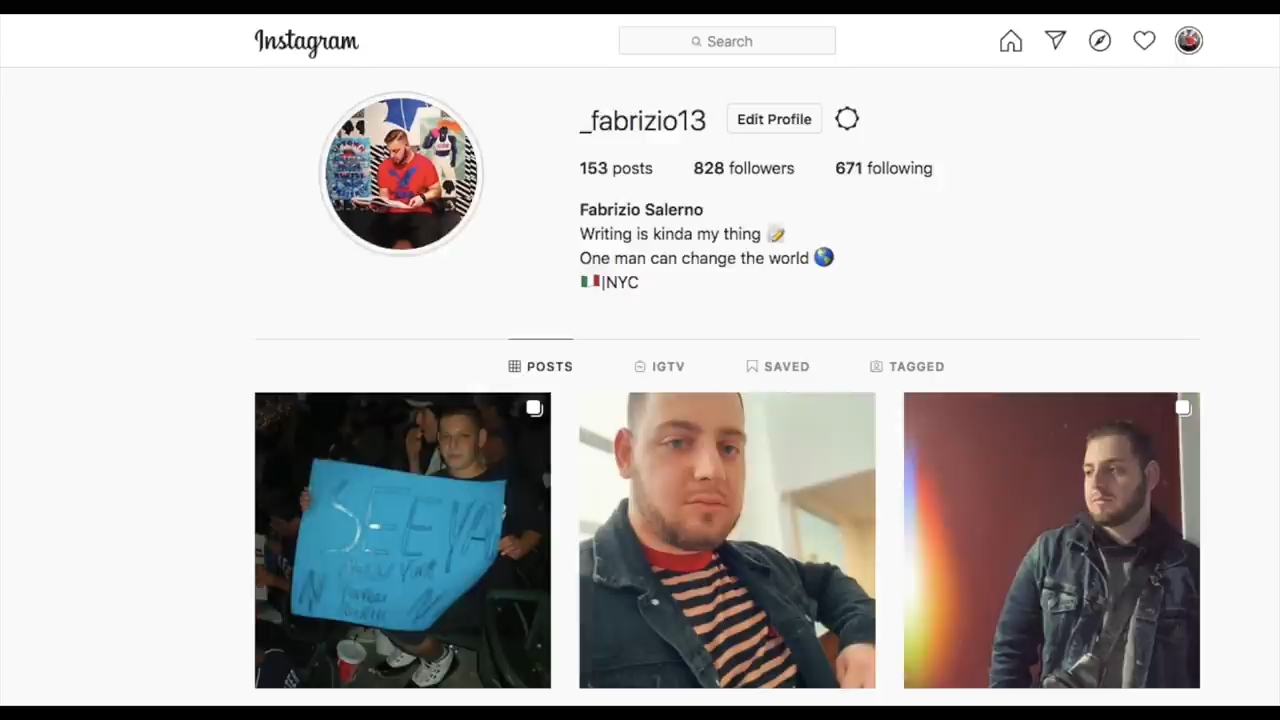 Instagram
Search
_fabrizio13 Edit Profile
153 posts 828 followers 671 following
Fabrizio Salerno
Writing is kinda my thing 📝
One man can change the world 🌎
🇮🇹|NYC
POSTS IGTV SAVED TAGGED
SEE YA